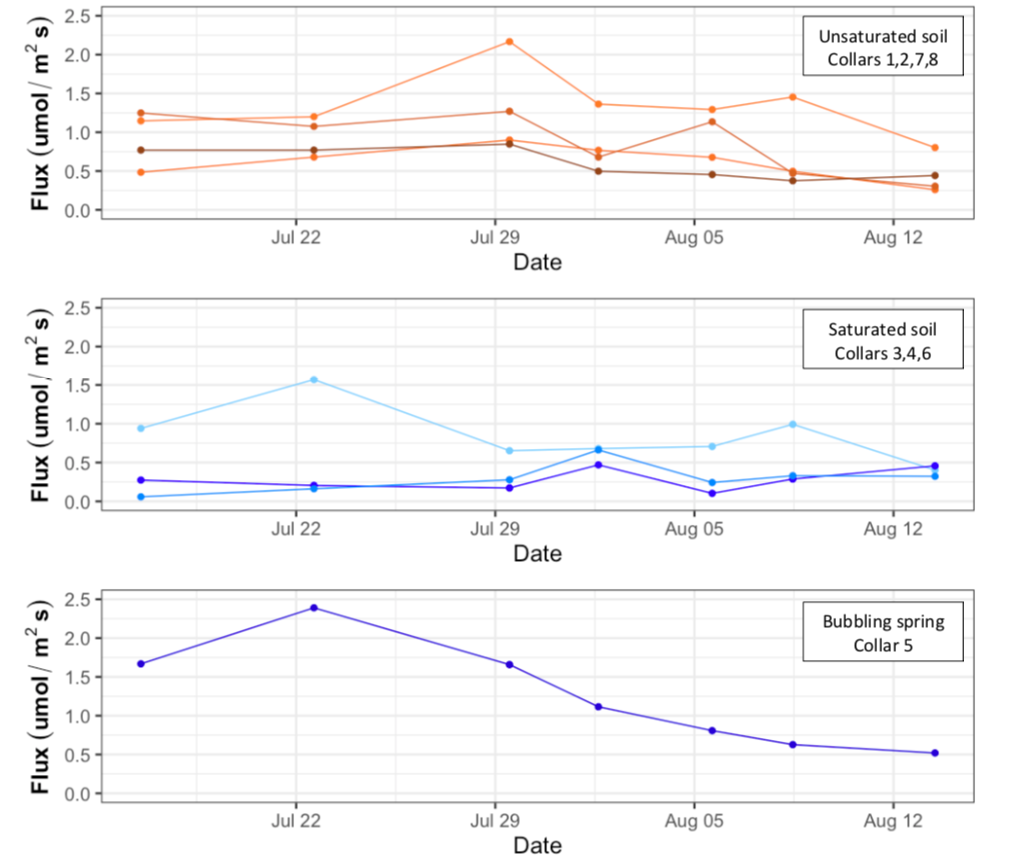 Flux (umol/ m² s)
2.5
2.0
1.5
1.0
0.5
0.0
Unsaturated soil
Collars 1,2,7,8
Jul 22 Jul 29 Aug 05 Aug 12
Date
Flux (umol/ m² s)
2.5
2.0
1.5
1.0
0.5
0.0
Saturated soil
Collars 3,4,6
Jul 22 Jul 29 Aug 05 Aug 12
Date
Flux (umol/ m² s)
2.5
2.0
1.5
1.0
0.5
0.0
Bubbling spring
Collar 5
Jul 22 Jul 29 Aug 05 Aug 12
Date